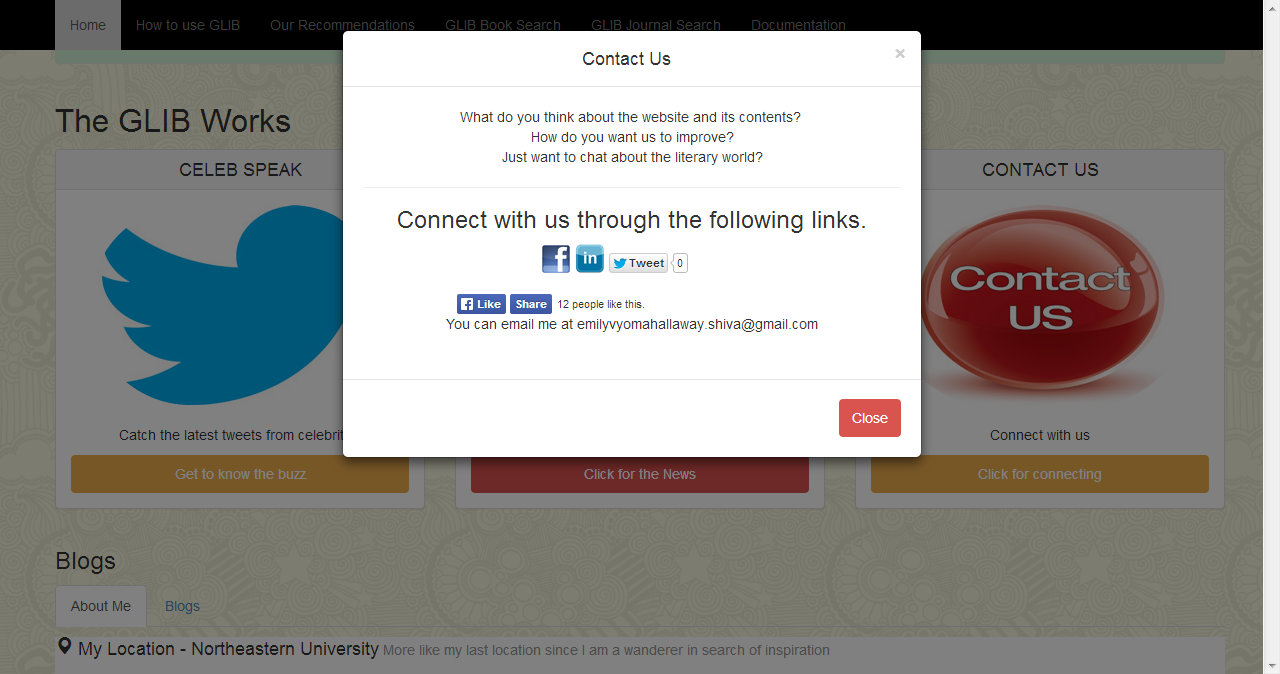 Home How to use GLIB Our Recommendations GLIB Book Search GLIB Journal Search Documentation
Contact Us ×
What do you think about the website and its contents?
How do you want us to improve?
Just want to chat about the literary world?
Connect with us through the following links.
f in Tweet 0
f Like Share 12 people like this.
You can email me at emilyvyomahallaway.shiva@gmail.com
Close
The GLIB Works
CELEB SPEAK CONTACT US
Contact
US
Catch the latest tweets from celebrit Connect with us
Get to know the buzz Click for the News Click for connecting
Blogs
About Me Blogs
My Location - Northeastern University More like my last location since I am a wanderer in search of inspiration